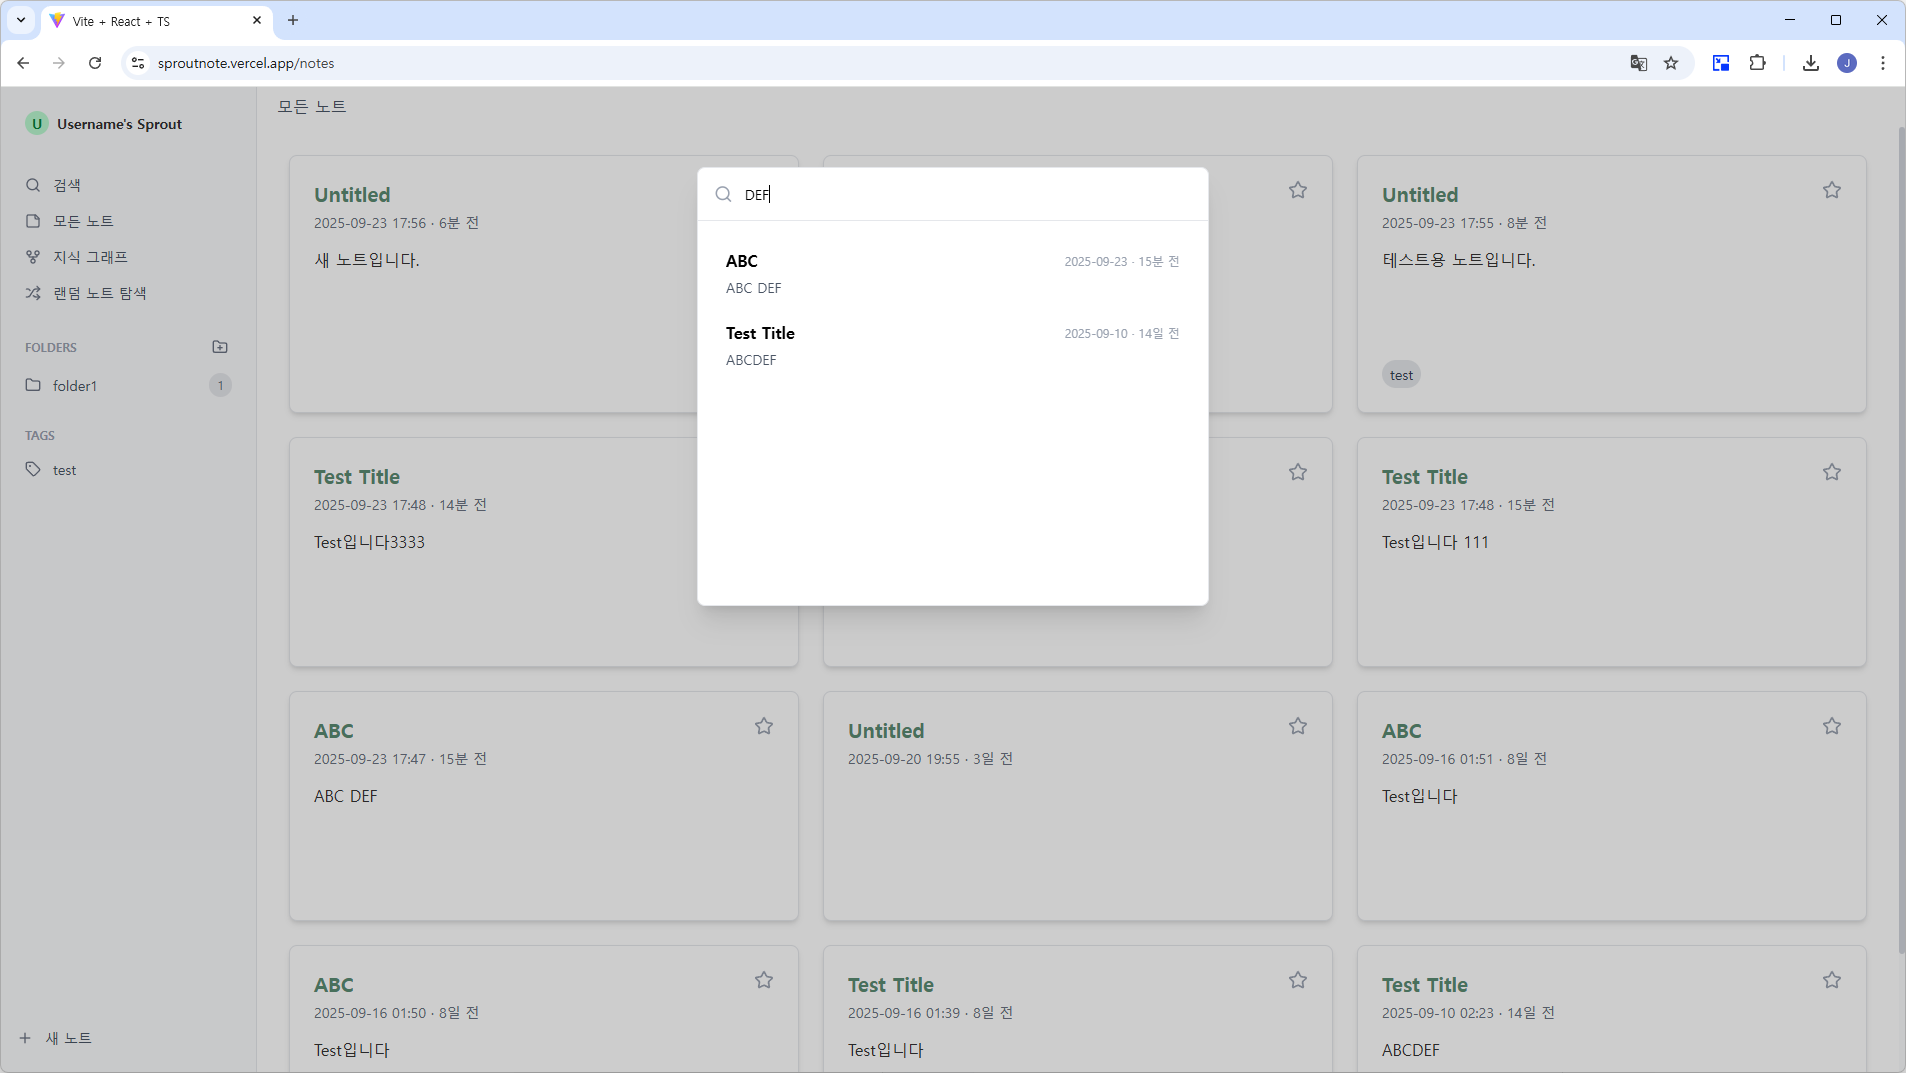 Vite + React + TS
sproutnote.vercel.app/notes
J
U Username's Sprout
검색
모든 노트
지식 그래프
랜덤 노트 탐색
FOLDERS
folder1 1
TAGS
test
새 노트
모든 노트
DEF
ABC 2025-09-23 · 15분 전
ABC DEF
Test Title 2025-09-10 · 14일 전
ABCDEF
Untitled
2025-09-23 17:56 · 6분 전
새 노트입니다.
Untitled
2025-09-23 17:55 · 8분 전
테스트용 노트입니다.
test
Test Title
2025-09-23 17:48 · 14분 전
Test입니다3333
Test Title
2025-09-23 17:48 · 15분 전
Test입니다 111
ABC
2025-09-23 17:47 · 15분 전
ABC DEF
Untitled
2025-09-20 19:55 · 3일 전
ABC
2025-09-16 01:51 · 8일 전
Test입니다
ABC
2025-09-16 01:50 · 8일 전
Test입니다
Test Title
2025-09-16 01:39 · 8일 전
Test입니다
Test Title
2025-09-10 02:23 · 14일 전
ABCDEF